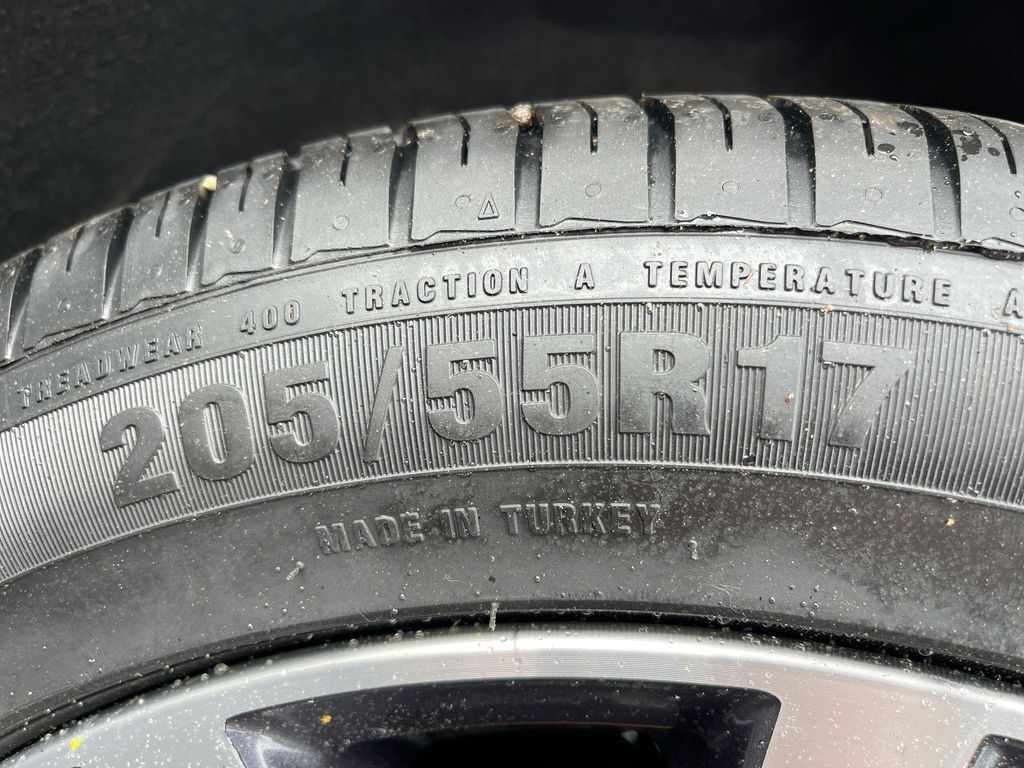 TREADWEAR 400 TRACTION A TEMPERATURE A
205/55R17
MADE IN TURKEY